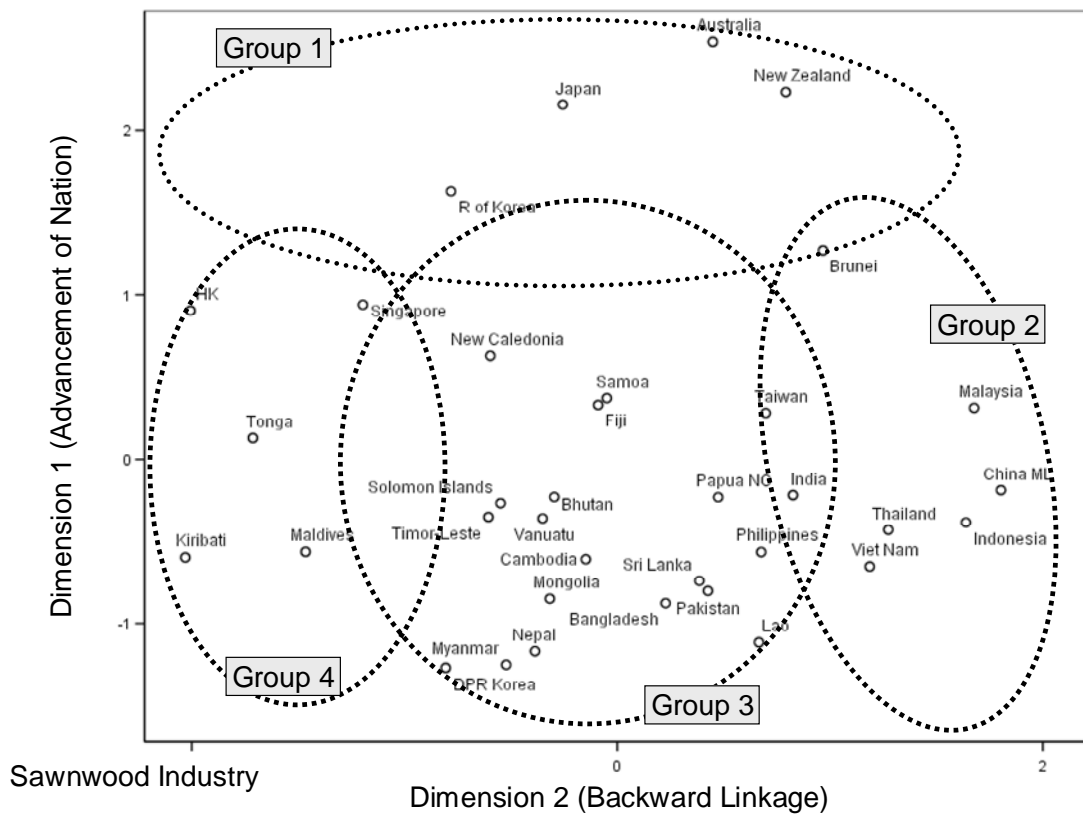 Australia
Group 1
New Zealand
Japan
2
R of Korea
Brunei
1
HK
Singapore
Group 2
New Caledonia
Samoa
Taiwan
Malaysia
Fiji
Tonga
0
Solomon Islands
Papua NG
India
China ML
Bhutan
Thailand
Timor-Leste
Vanuatu
Philippines
Indonesia
Kiribati
Maldives
Cambodia
Sri Lanka
Viet Nam
Mongolia
Bangladesh
Pakistan
-1
Nepal
Lao
Myanmar
DPR Korea
Group 4
Group 3
Dimension 1 (Advancement of Nation)
0
2
Sawnwood Industry
Dimension 2 (Backward Linkage)